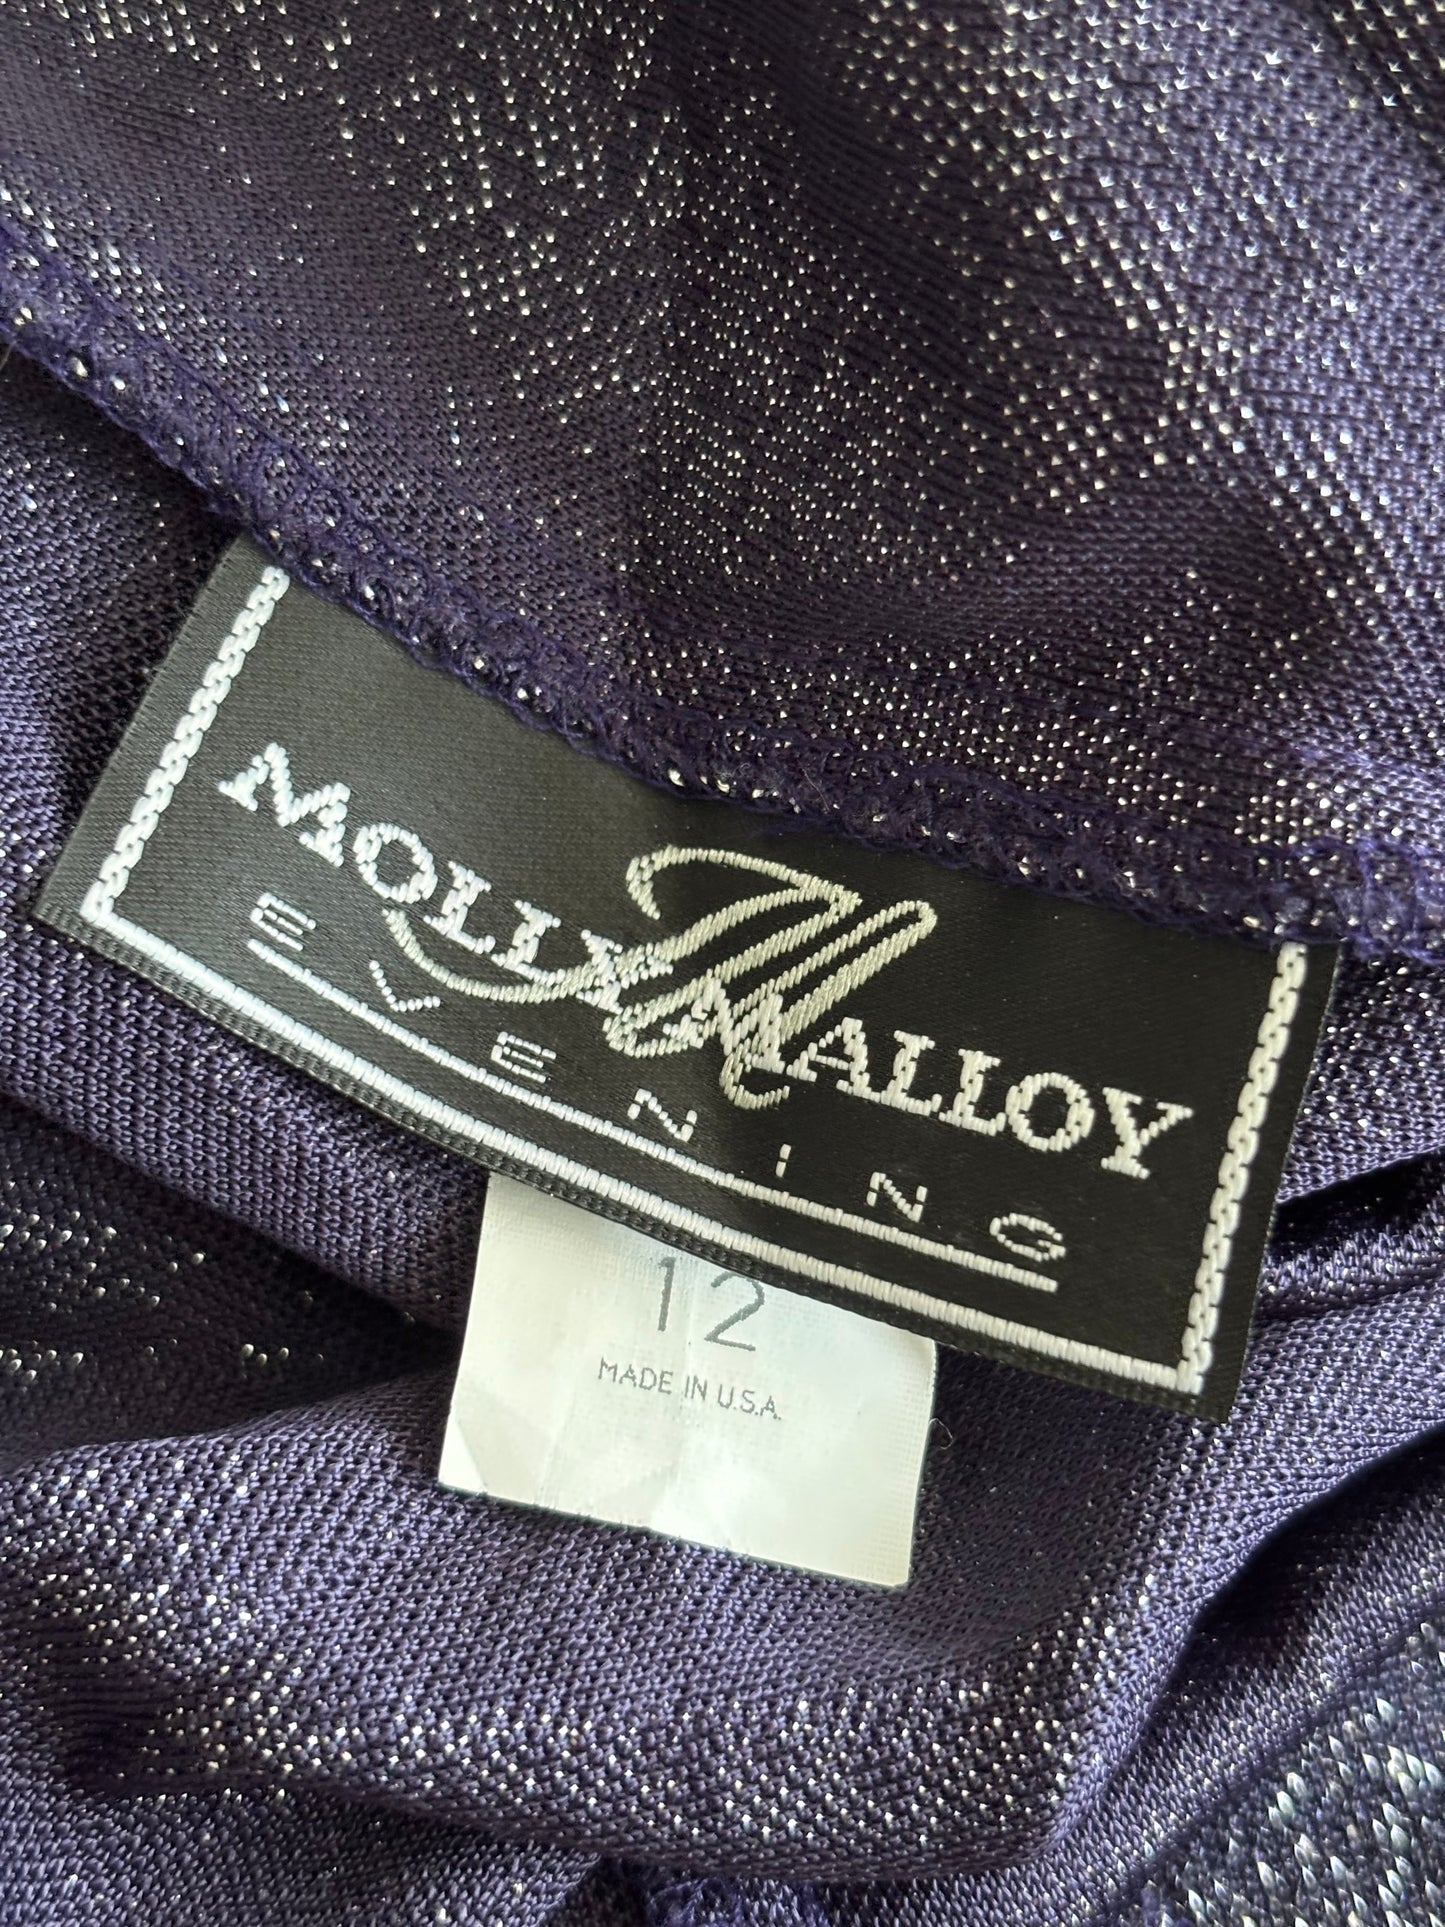 MOLLY MALLOY
M
EVENING
12
MADE IN U.S.A.